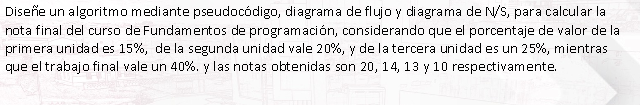 Diseñe un algoritmo mediante pseudocódigo, diagrama de flujo y diagrama de N/S, para calcular la
nota final del curso de Fundamentos de programación, considerando que el porcentaje de valor de la
primera unidad es 15%, de la segunda unidad vale 20%, y de la tercera unidad es un 25%, mientras
que el trabajo final vale un 40%. y las notas obtenidas son 20, 14, 13 y 10 respectivamente.